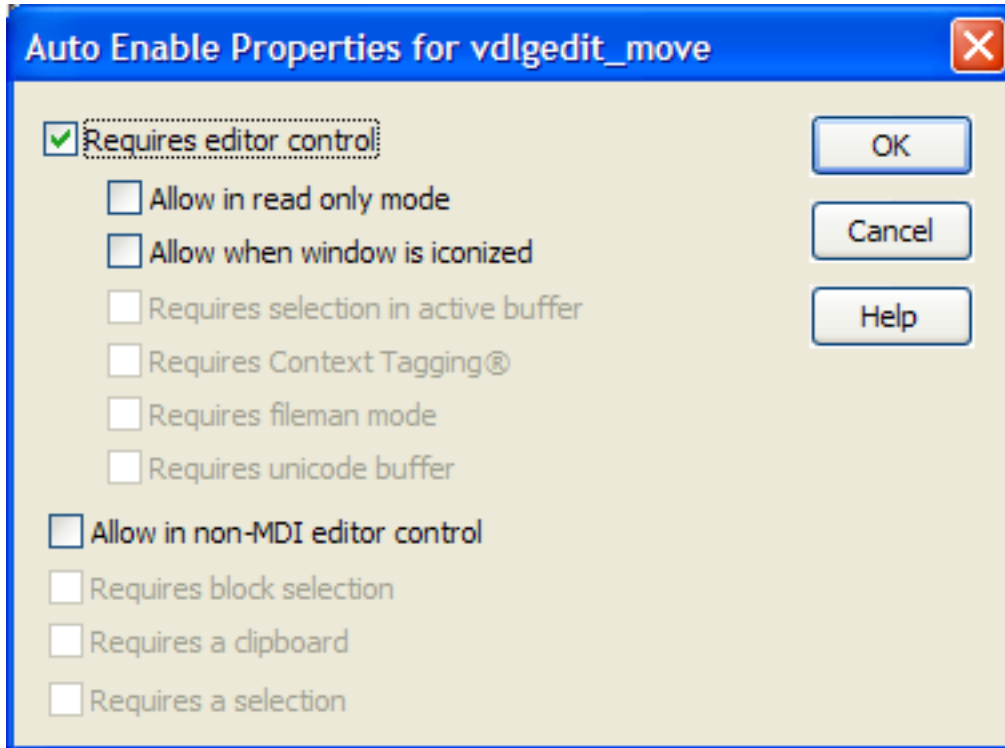 Auto Enable Properties for vdlgedit_move
Requires editor control
OK
Allow in read only mode
Allow when window is iconized
Cancel
Requires selection in active buffer
Help
Requires Context Tagging®
Requires fileman mode
Requires unicode buffer
Allow in non-MDI editor control
Requires block selection
Requires a clipboard
Requires a selection